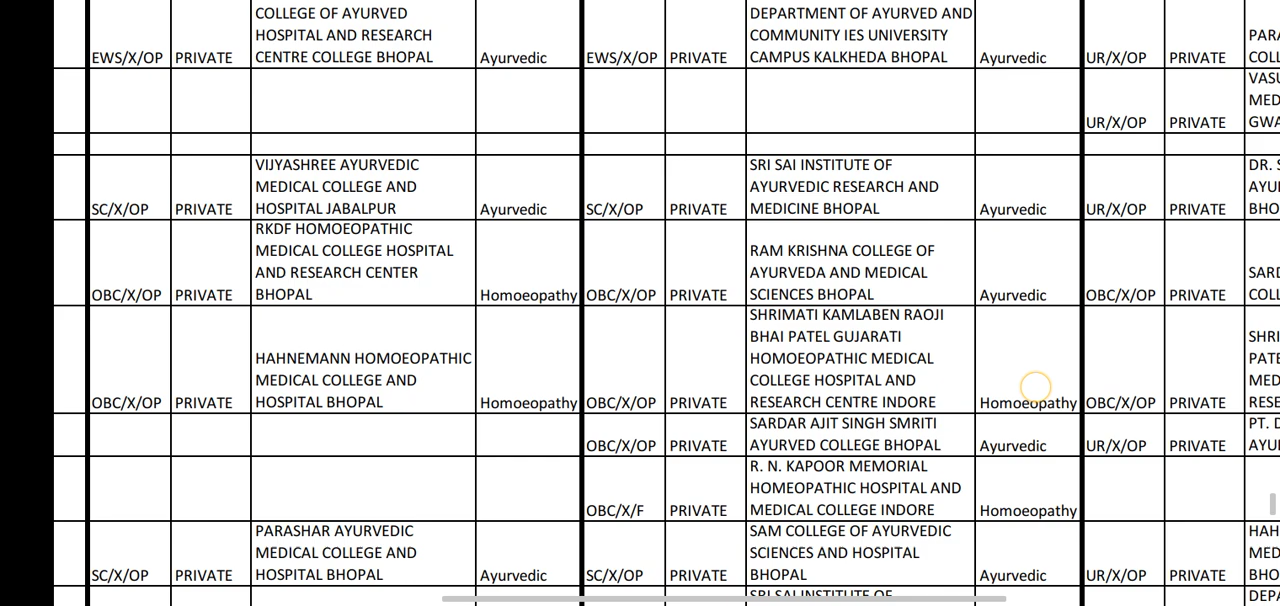 COLLEGE OF AYURVED
HOSPITAL AND RESEARCH
EWS/X/OP PRIVATE CENTRE COLLEGE BHOPAL Ayurvedic
DEPARTMENT OF AYURVED AND
COMMUNITY IES UNIVERSITY
EWS/X/OP PRIVATE CAMPUS KALKHEDA BHOPAL Ayurvedic
UR/X/OP PRIVATE
UR/X/OP PRIVATE
VIJYASHREE AYURVEDIC
MEDICAL COLLEGE AND
SC/X/OP PRIVATE HOSPITAL JABALPUR Ayurvedic
SRI SAI INSTITUTE OF
AYURVEDIC RESEARCH AND
SC/X/OP PRIVATE MEDICINE BHOPAL Ayurvedic
DR.
UR/X/OP PRIVATE
RKDF HOMOEOPATHIC
MEDICAL COLLEGE HOSPITAL
AND RESEARCH CENTER
OBC/X/OP PRIVATE BHOPAL Homoeopathy
RAM KRISHNA COLLEGE OF
AYURVEDA AND MEDICAL
OBC/X/OP PRIVATE SCIENCES BHOPAL Ayurvedic
OBC/X/OP PRIVATE
HAHNEMANN HOMOEOPATHIC
MEDICAL COLLEGE AND
OBC/X/OP PRIVATE HOSPITAL BHOPAL Homoeopathy
SHRIMATI KAMLABEN RAOJI
BHAI PATEL GUJARATI
HOMOEOPATHIC MEDICAL
COLLEGE HOSPITAL AND
OBC/X/OP PRIVATE RESEARCH CENTRE INDORE Homoeopathy
OBC/X/OP PRIVATE
SARDAR AJIT SINGH SMRITI
OBC/X/OP PRIVATE AYURVED COLLEGE BHOPAL Ayurvedic
PT.
UR/X/OP PRIVATE
R. N. KAPOOR MEMORIAL
HOMEOPATHIC HOSPITAL AND
OBC/X/F PRIVATE MEDICAL COLLEGE INDORE Homoeopathy
PARASHAR AYURVEDIC
MEDICAL COLLEGE AND
SC/X/OP PRIVATE HOSPITAL BHOPAL Ayurvedic
SAM COLLEGE OF AYURVEDIC
SCIENCES AND HOSPITAL
SC/X/OP PRIVATE BHOPAL Ayurvedic
UR/X/OP PRIVATE
SRI SAI INSTITUTE OF